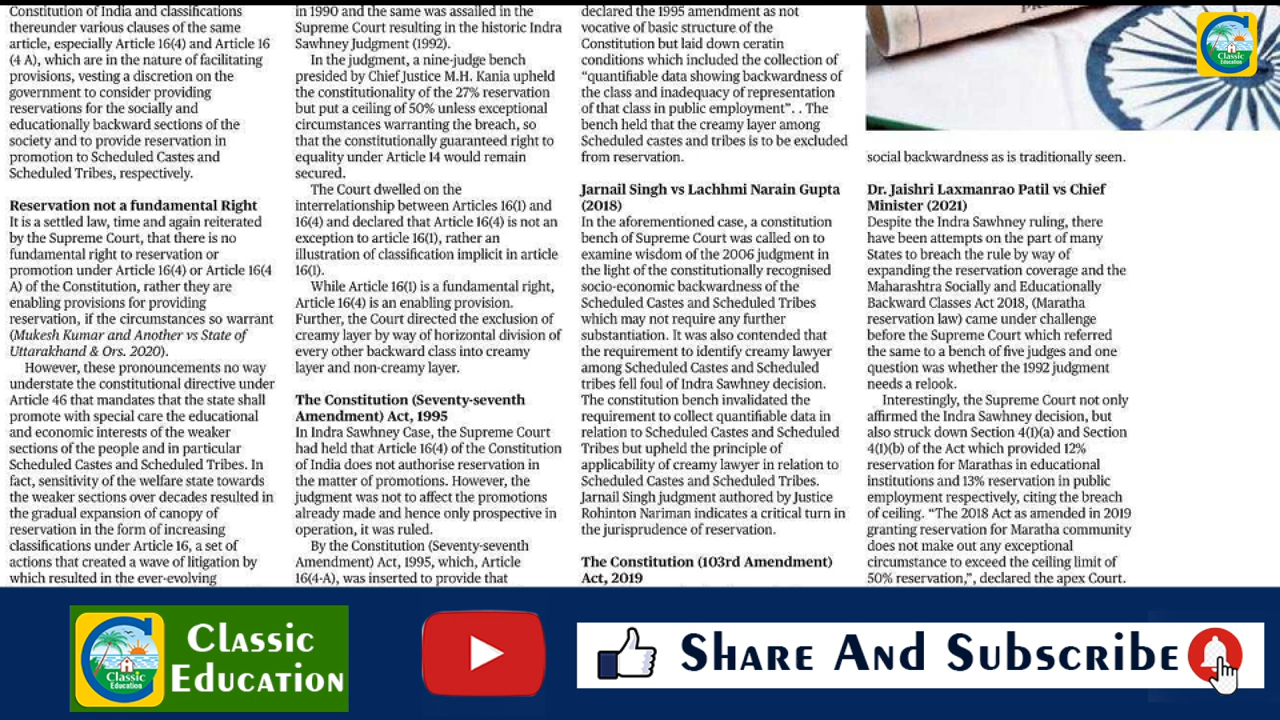 Constitution of India and classifications
thereunder various clauses of the same
article, especially Article 16(4) and Article 16
(4 A), which are in the nature of facilitating
provisions, vesting a discretion on the
government to consider providing
reservations for the socially and
educationally backward sections of the
society and to provide reservation in
promotion to Scheduled Castes and
Scheduled Tribes, respectively.
Reservation not a fundamental Right
It is a settled law, time and again reiterated
by the Supreme Court, that there is no
fundamental right to reservation or
promotion under Article 16(4) or Article 16(4
A) of the Constitution, rather they are
enabling provisions for providing
reservation, if the circumstances so warrant
(Mukesh Kumar and Another vs State of
Uttarakhand & Ors. 2020).
However, these pronouncements no way
understate the constitutional directive under
Article 46 that mandates that the state shall
promote with special care the educational
and economic interests of the weaker
sections of the people and in particular
Scheduled Castes and Scheduled Tribes. In
fact, sensitivity of the welfare state towards
the weaker sections over decades resulted in
the gradual expansion of canopy of
reservation in the form of increasing
classifications under Article 16, a set of
actions that created a wave of litigation by
which resulted in the ever-evolving
in 1990 and the same was assailed in the
Supreme Court resulting in the historic Indra
Sawhney Judgment (1992).
In the judgment, a nine-judge bench
presided by Chief Justice M.H. Kania upheld
the constitutionality of the 27% reservation
but put a ceiling of 50% unless exceptional
circumstances warranting the breach, so
that the constitutionally guaranteed right to
equality under Article 14 would remain
secured.
The Court dwelled on the
interrelationship between Articles 16(1) and
16(4) and declared that Article 16(4) is not an
exception to article 16(1), rather an
illustration of classification implicit in article
16(1).
While Article 16(1) is a fundamental right,
Article 16(4) is an enabling provision.
Further, the Court directed the exclusion of
creamy layer by way of horizontal division of
every other backward class into creamy
layer and non-creamy layer.
The Constitution (Seventy-seventh
Amendment) Act, 1995
In Indra Sawhney Case, the Supreme Court
had held that Article 16(4) of the Constitution
of India does not authorise reservation in
the matter of promotions. However, the
judgment was not to affect the promotions
already made and hence only prospective in
operation, it was ruled.
By the Constitution (Seventy-seventh
Amendment) Act, 1995, which, Article
16(4-A), was inserted to provide that
declared the 1995 amendment as not
vocative of basic structure of the
Constitution but laid down ceratin
conditions which included the collection of
“quantifiable data showing backwardness of
the class and inadequacy of representation
of that class in public employment”. . The
bench held that the creamy layer among
Scheduled castes and tribes is to be excluded
from reservation.
Jarnail Singh vs Lachhmi Narain Gupta
(2018)
In the aforementioned case, a constitution
bench of Supreme Court was called on to
examine wisdom of the 2006 judgment in
the light of the constitutionally recognised
socio-economic backwardness of the
Scheduled Castes and Scheduled Tribes
which may not require any further
substantiation. It was also contended that
the requirement to identify creamy lawyer
among Scheduled Castes and Scheduled
tribes fell foul of Indra Sawhney decision.
The constitution bench invalidated the
requirement to collect quantifiable data in
relation to Scheduled Castes and Scheduled
Tribes but upheld the principle of
applicability of creamy lawyer in relation to
Scheduled Castes and Scheduled Tribes.
Jarnail Singh judgment authored by Justice
Rohinton Nariman indicates a critical turn in
the jurisprudence of reservation.
The Constitution (103rd Amendment)
Act, 2019
social backwardness as is traditionally seen.
Dr. Jaishri Laxmanrao Patil vs Chief
Minister (2021)
Despite the Indra Sawhney ruling, there
have been attempts on the part of many
States to breach the rule by way of
expanding the reservation coverage and the
Maharashtra Socially and Educationally
Backward Classes Act 2018, (Maratha
reservation law) came under challenge
before the Supreme Court which referred
the same to a bench of five judges and one
question was whether the 1992 judgment
needs a relook.
Interestingly, the Supreme Court not only
affirmed the Indra Sawhney decision, but
also struck down Section 4(1)(a) and Section
4(1)(b) of the Act which provided 12%
reservation for Marathas in educational
institutions and 13% reservation in public
employment respectively, citing the breach
of ceiling. “The 2018 Act as amended in 2019
granting reservation for Maratha community
does not make out any exceptional
circumstance to exceed the ceiling limit of
50% reservation,”, declared the apex Court.
Classic
Education
Classic
Education
Classic
Education
Share And Subscribe